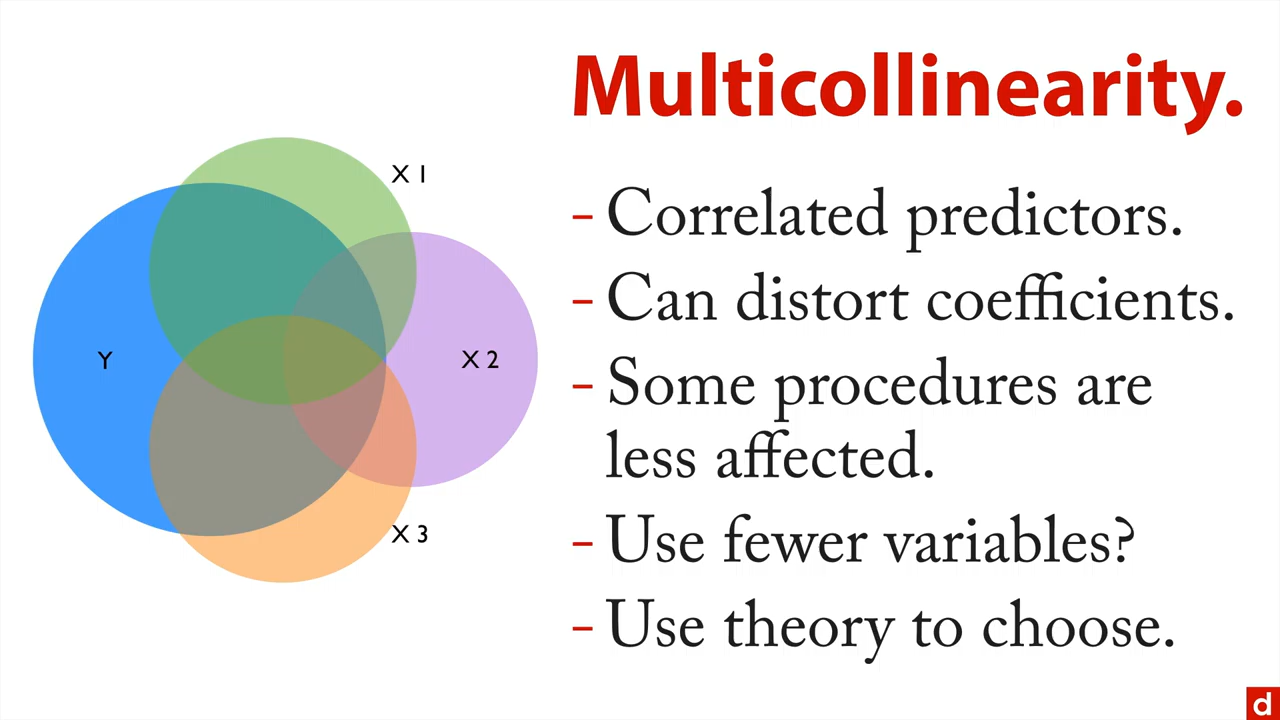 Multicollinearity.
X 1
- Correlated predictors.
- Can distort coefficients.
Y
X 2
- Some procedures are
less affected.
X 3
- Use fewer variables?
- Use theory to choose.
d